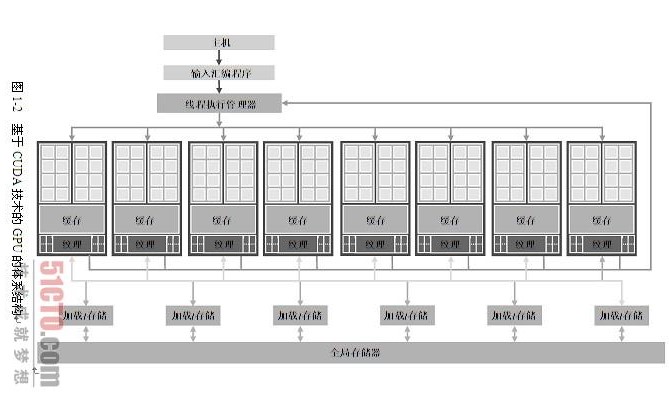 主机
输入汇编程序
线程执行管理器
缓存 缓存 缓存 缓存 缓存 缓存 缓存 缓存
纹理 纹理 纹理 纹理 纹理 纹理 纹理 纹理
加载/存储 加载/存储 加载/存储 加载/存储 加载/存储 加载/存储
全局存储器
图 1-2 基于 CUDA 技术的 GPU 的体系结构
51CTO.com
就梦想